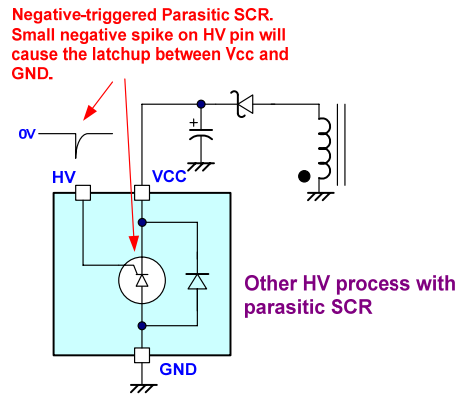 Negative-triggered Parasitic SCR.
Small negative spike on HV pin will
cause the latchup between Vcc and
GND.
0V
+
HV
VCC
Other HV process with
parasitic SCR
GND